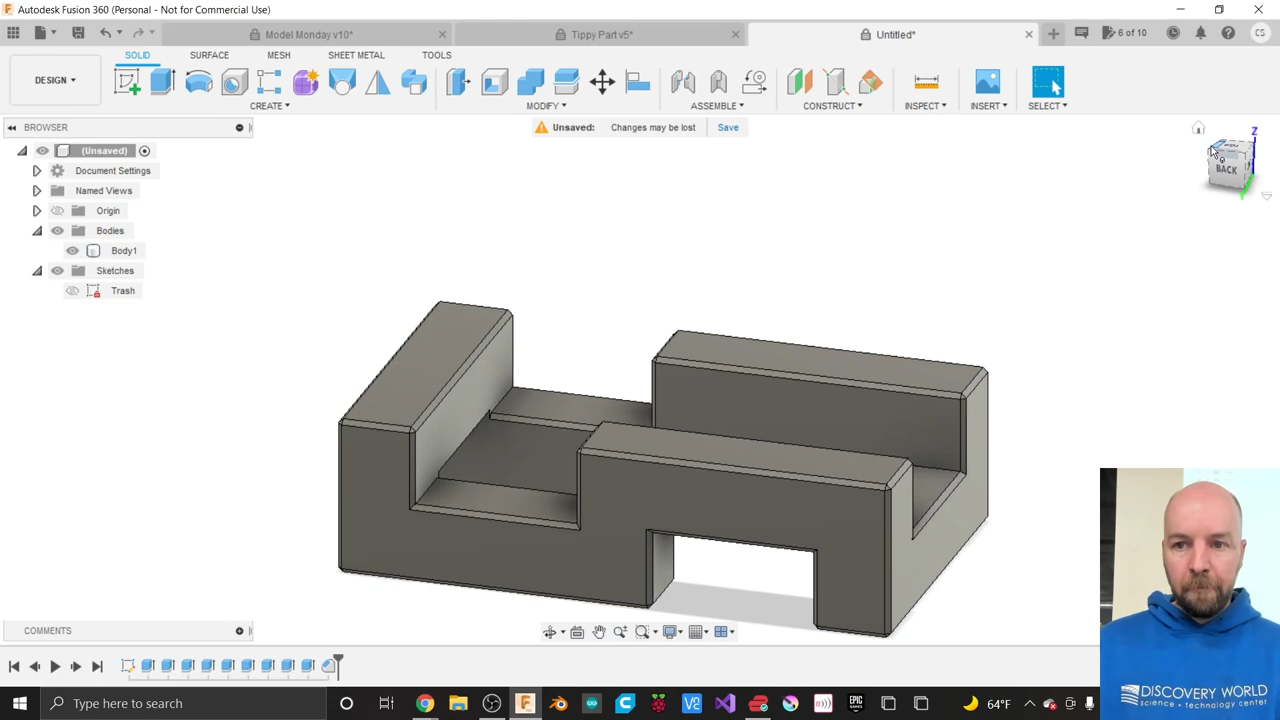 Autodesk Fusion 360 (Personal - Not for Commercial Use)
Model Monday v10*
Tippy Part v5*
Untitled*
6 of 10
CS
DESIGN
SOLID
SURFACE
MESH
SHEET METAL
TOOLS
CREATE
MODIFY
ASSEMBLE
CONSTRUCT
INSPECT
INSERT
SELECT
BROWSER
Unsaved: Changes may be lost
Save
(Unsaved)
Document Settings
Named Views
Origin
Bodies
Body1
Sketches
Trash
Z
BACK
Y
COMMENTS
DISCOVERY WORLD
science + technology center
Type here to search
64°F